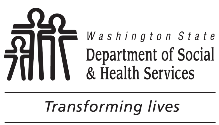 Washington State
Department of Social
& Health Services
Transforming lives